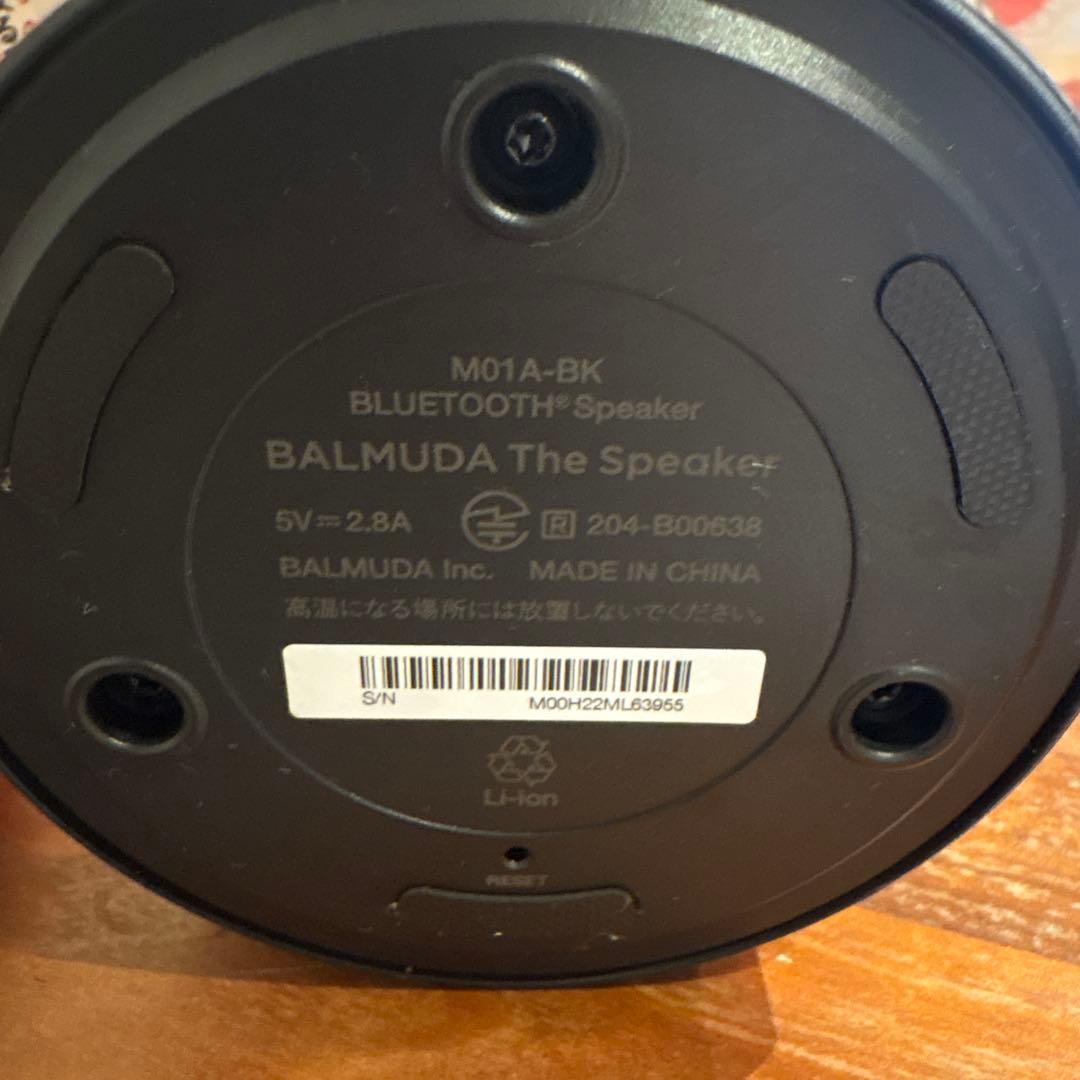 M01A-BK
BLUETOOTH® Speaker
BALMUDA The Speaker
5V⎓2.8A R 204-B00638
BALMUDA Inc. MADE IN CHINA
高温になる場所には放置しないでください。
S/N M00H22ML63955
Li-ion
RESET